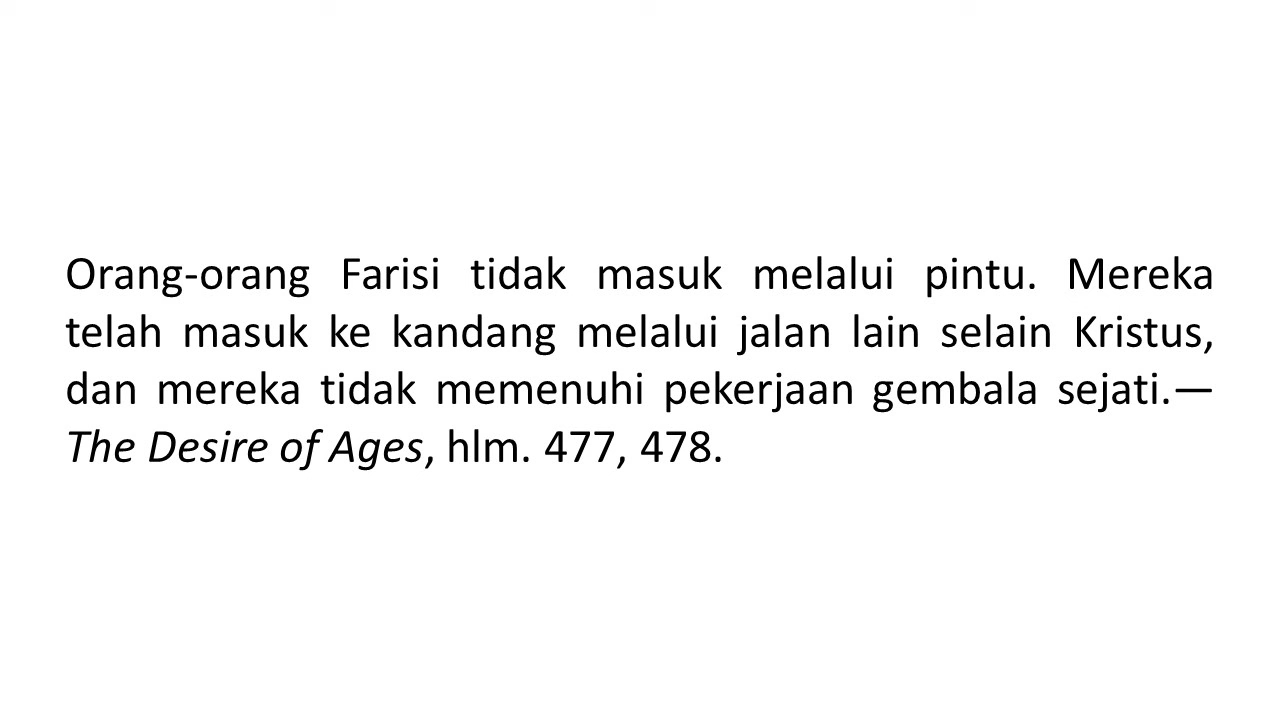 Orang-orang Farisi tidak masuk melalui pintu. Mereka
telah masuk ke kandang melalui jalan lain selain Kristus,
dan mereka tidak memenuhi pekerjaan gembala sejati.—
The Desire of Ages, hlm. 477, 478.